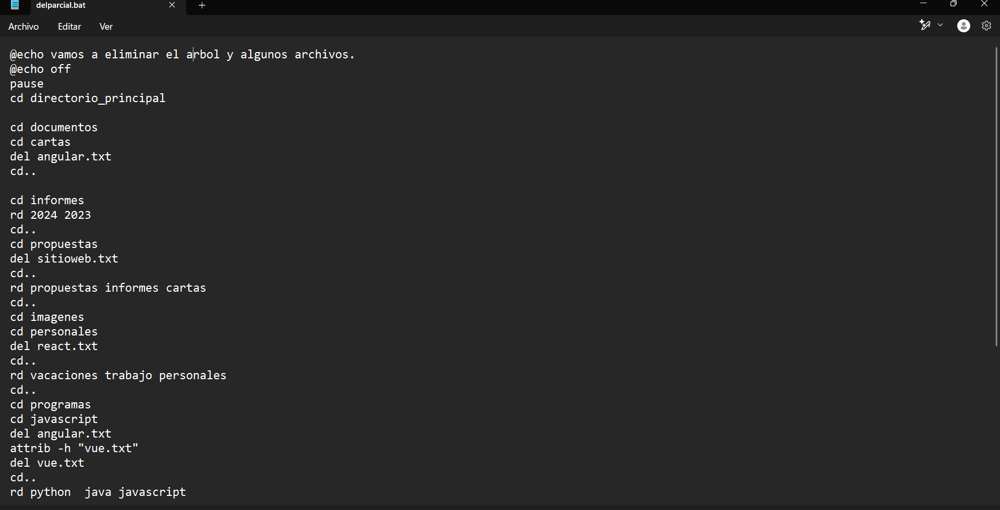 delparcial.bat
Archivo Editar Ver
@echo vamos a eliminar el arbol y algunos archivos.
@echo off
pause
cd directorio_principal
cd documentos
cd cartas
del angular.txt
cd..
cd informes
rd 2024 2023
cd..
cd propuestas
del sitioweb.txt
cd..
rd propuestas informes cartas
cd..
cd imagenes
cd personales
del react.txt
cd..
rd vacaciones trabajo personales
cd..
cd programas
cd javascript
del angular.txt
attrib -h "vue.txt"
del vue.txt
cd..
rd python  java javascript